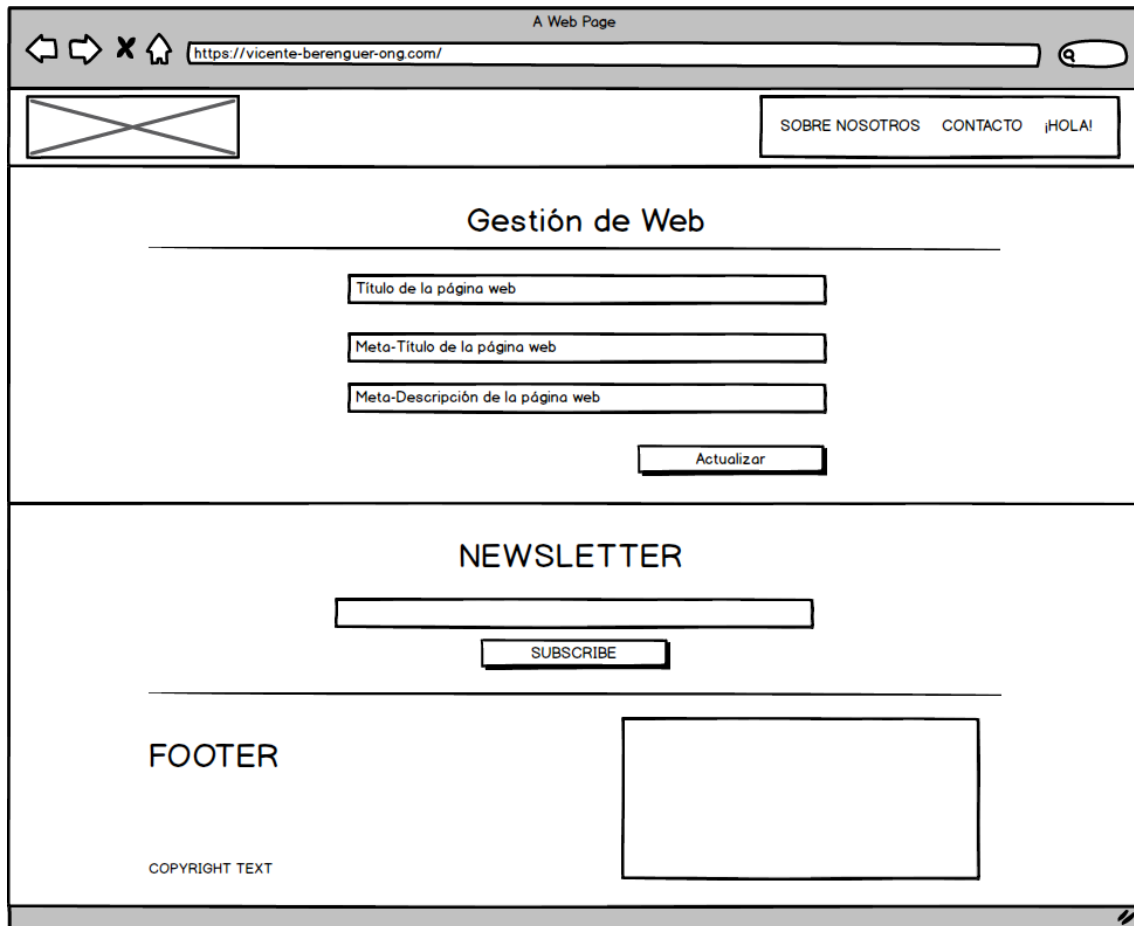 A Web Page
https://vicente-berenguer-ong.com/
SOBRE NOSOTROS CONTACTO ¡HOLA!
Gestión de Web
Título de la página web
Meta-Título de la página web
Meta-Descripción de la página web
Actualizar
NEWSLETTER
SUBSCRIBE
FOOTER
COPYRIGHT TEXT